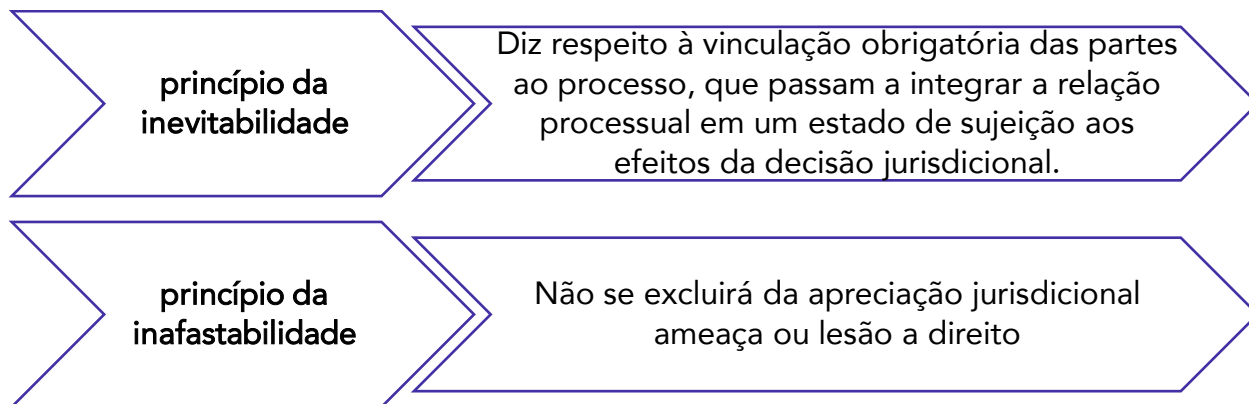 princípio da
inevitabilidade
Diz respeito à vinculação obrigatória das partes
ao processo, que passam a integrar a relação
processual em um estado de sujeição aos
efeitos da decisão jurisdicional.
princípio da
inafastabilidade
Não se excluirá da apreciação jurisdicional
ameaça ou lesão a direito